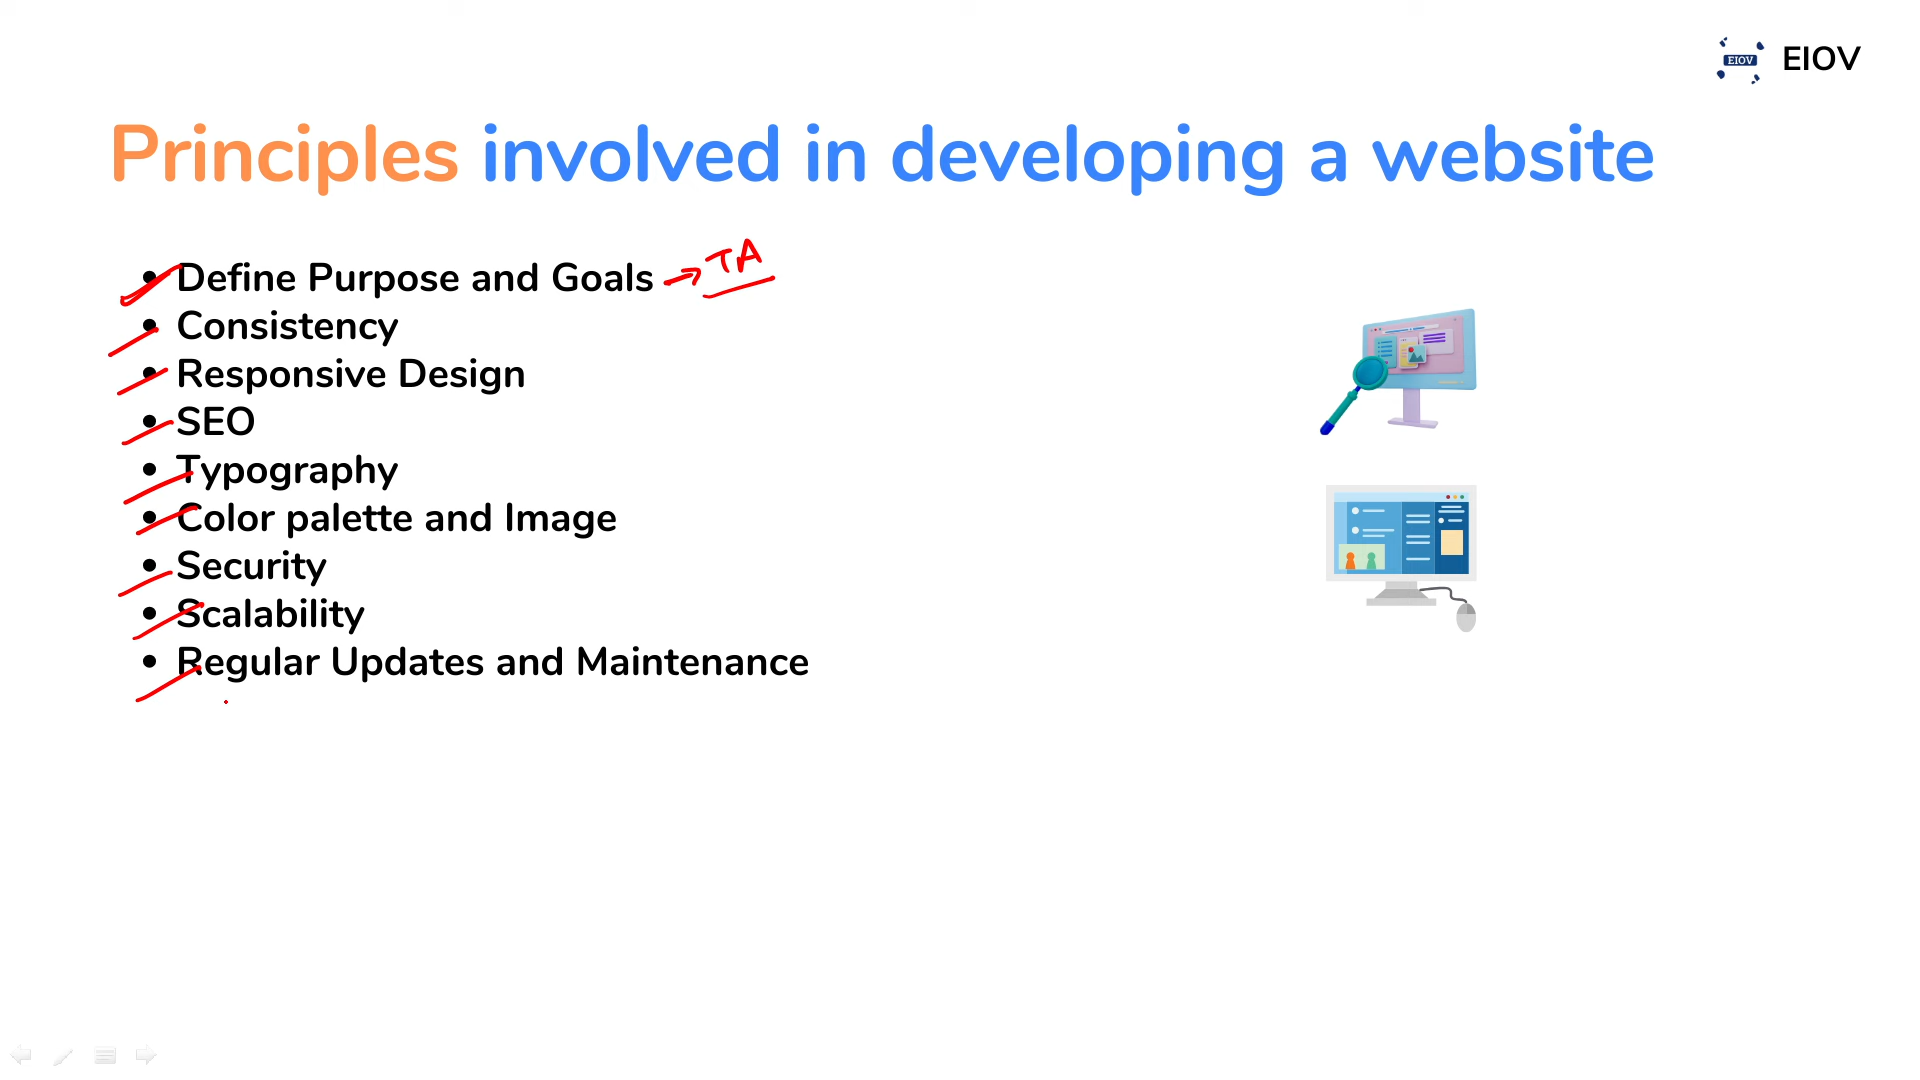 EIOV EIOV
Principles involved in developing a website
• Define Purpose and Goals → TA
• Consistency
• Responsive Design
• SEO
• Typography
• Color palette and Image
• Security
• Scalability
• Regular Updates and Maintenance